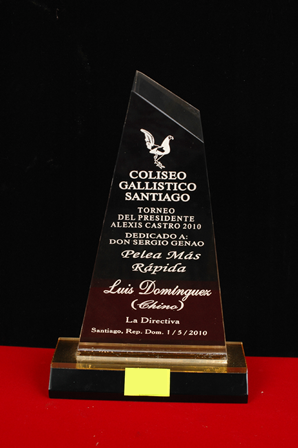 COLISEO
GALLISTICO
SANTIAGO
TORNEO
DEL PRESIDENTE
ALEXIS CASTRO 2010
DEDICADO A:
DON SERGIO GENAO
Pelea Más
Rápida
Luis Domínguez
(Chino)
La Directiva
Santiago, Rep. Dom. 1/5/2010